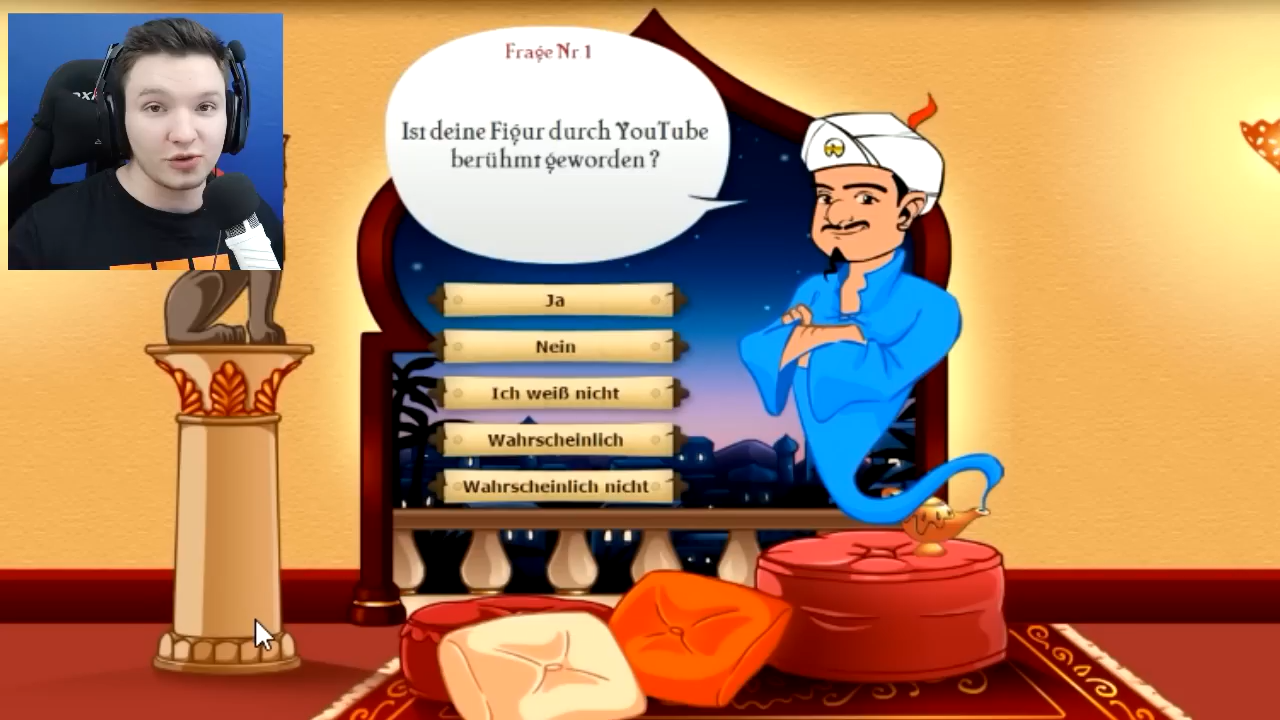 Frage Nr 1
Ist deine Figur durch YouTube
berühmt geworden ?
Ja
Nein
Ich weiß nicht
Wahrscheinlich
Wahrscheinlich nicht